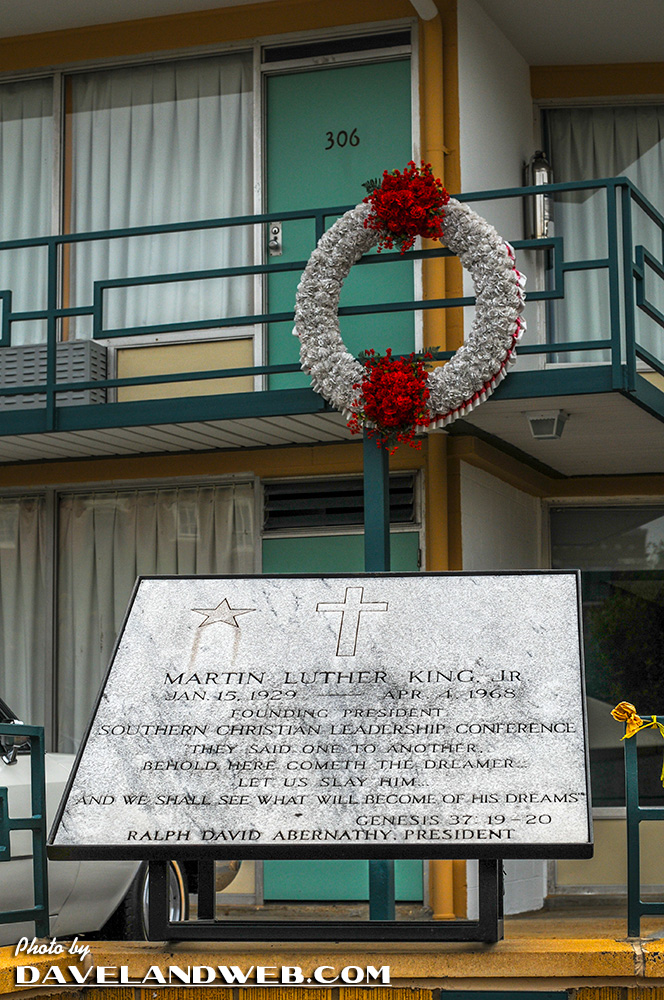 306
MARTIN LUTHER KING, JR.
JAN. 15, 1929 — APR. 4, 1968
FOUNDING PRESIDENT
SOUTHERN CHRISTIAN LEADERSHIP CONFERENCE
THEY SAID ONE TO ANOTHER,
BEHOLD, HERE COMETH THE DREAMER...
LET US SLAY HIM...
AND WE SHALL SEE WHAT WILL BECOME OF HIS DREAMS"
GENESIS 37: 19-20
RALPH DAVID ABERNATHY, PRESIDENT
Photo by
DAVELANDWEB.COM